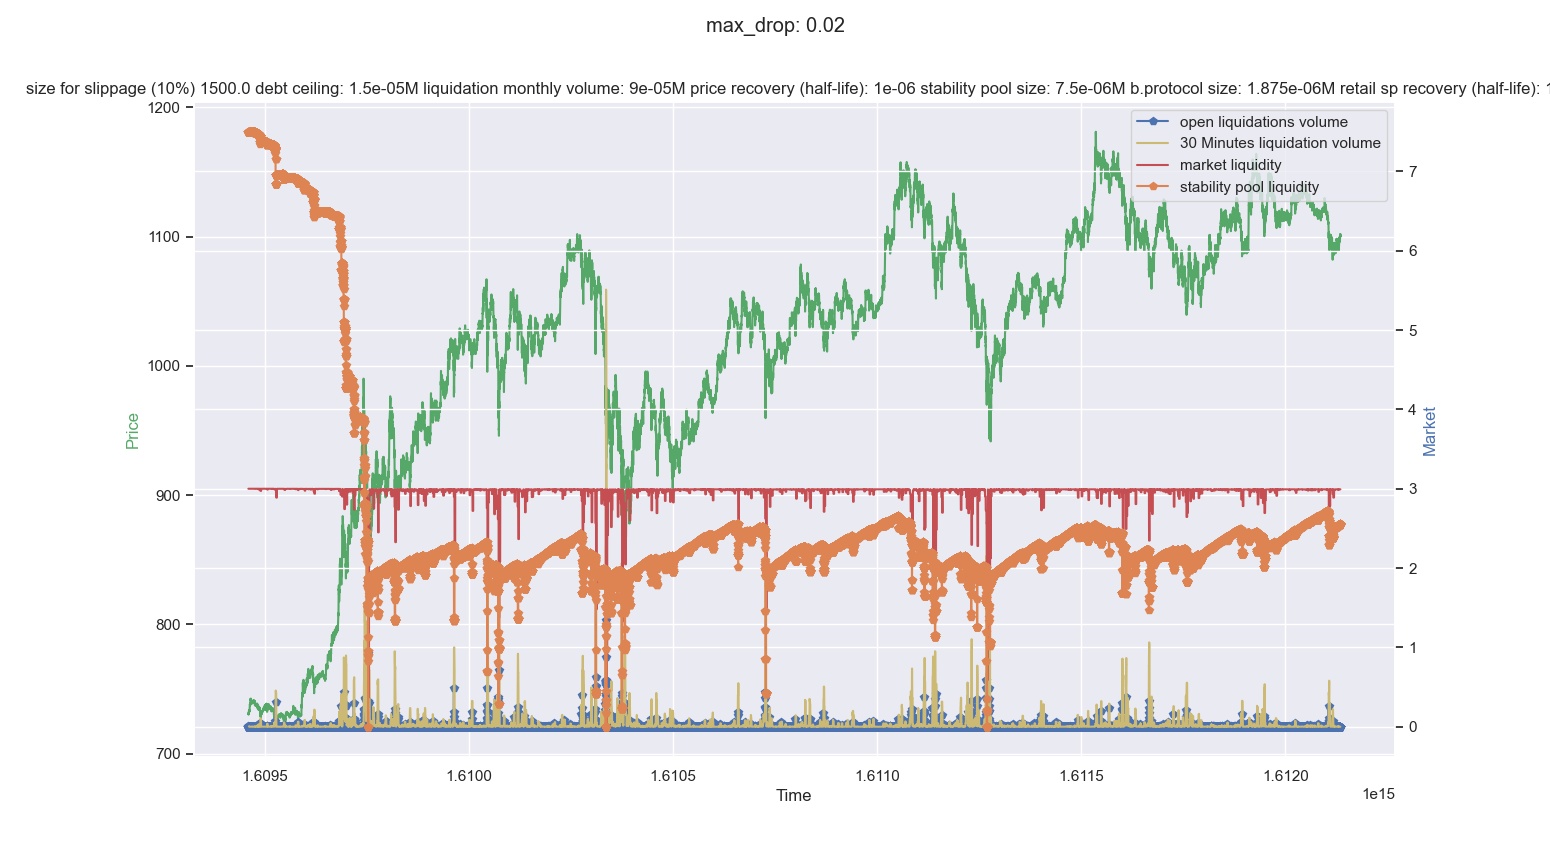 max_drop: 0.02
size for slippage (10%) 1500.0 debt ceiling: 1.5e-05M liquidation monthly volume: 9e-05M price recovery (half-life): 1e-06 stability pool size: 7.5e-06M b.protocol size: 1.875e-06M retail sp recovery (half-life): 1
open liquidations volume
30 Minutes liquidation volume
market liquidity
stability pool liquidity
1200
1100
1000
900
800
700
Price
7
6
5
4
3
2
1
0
Market
1.6095 1.6100 1.6105 1.6110 1.6115 1.6120
1e15
Time